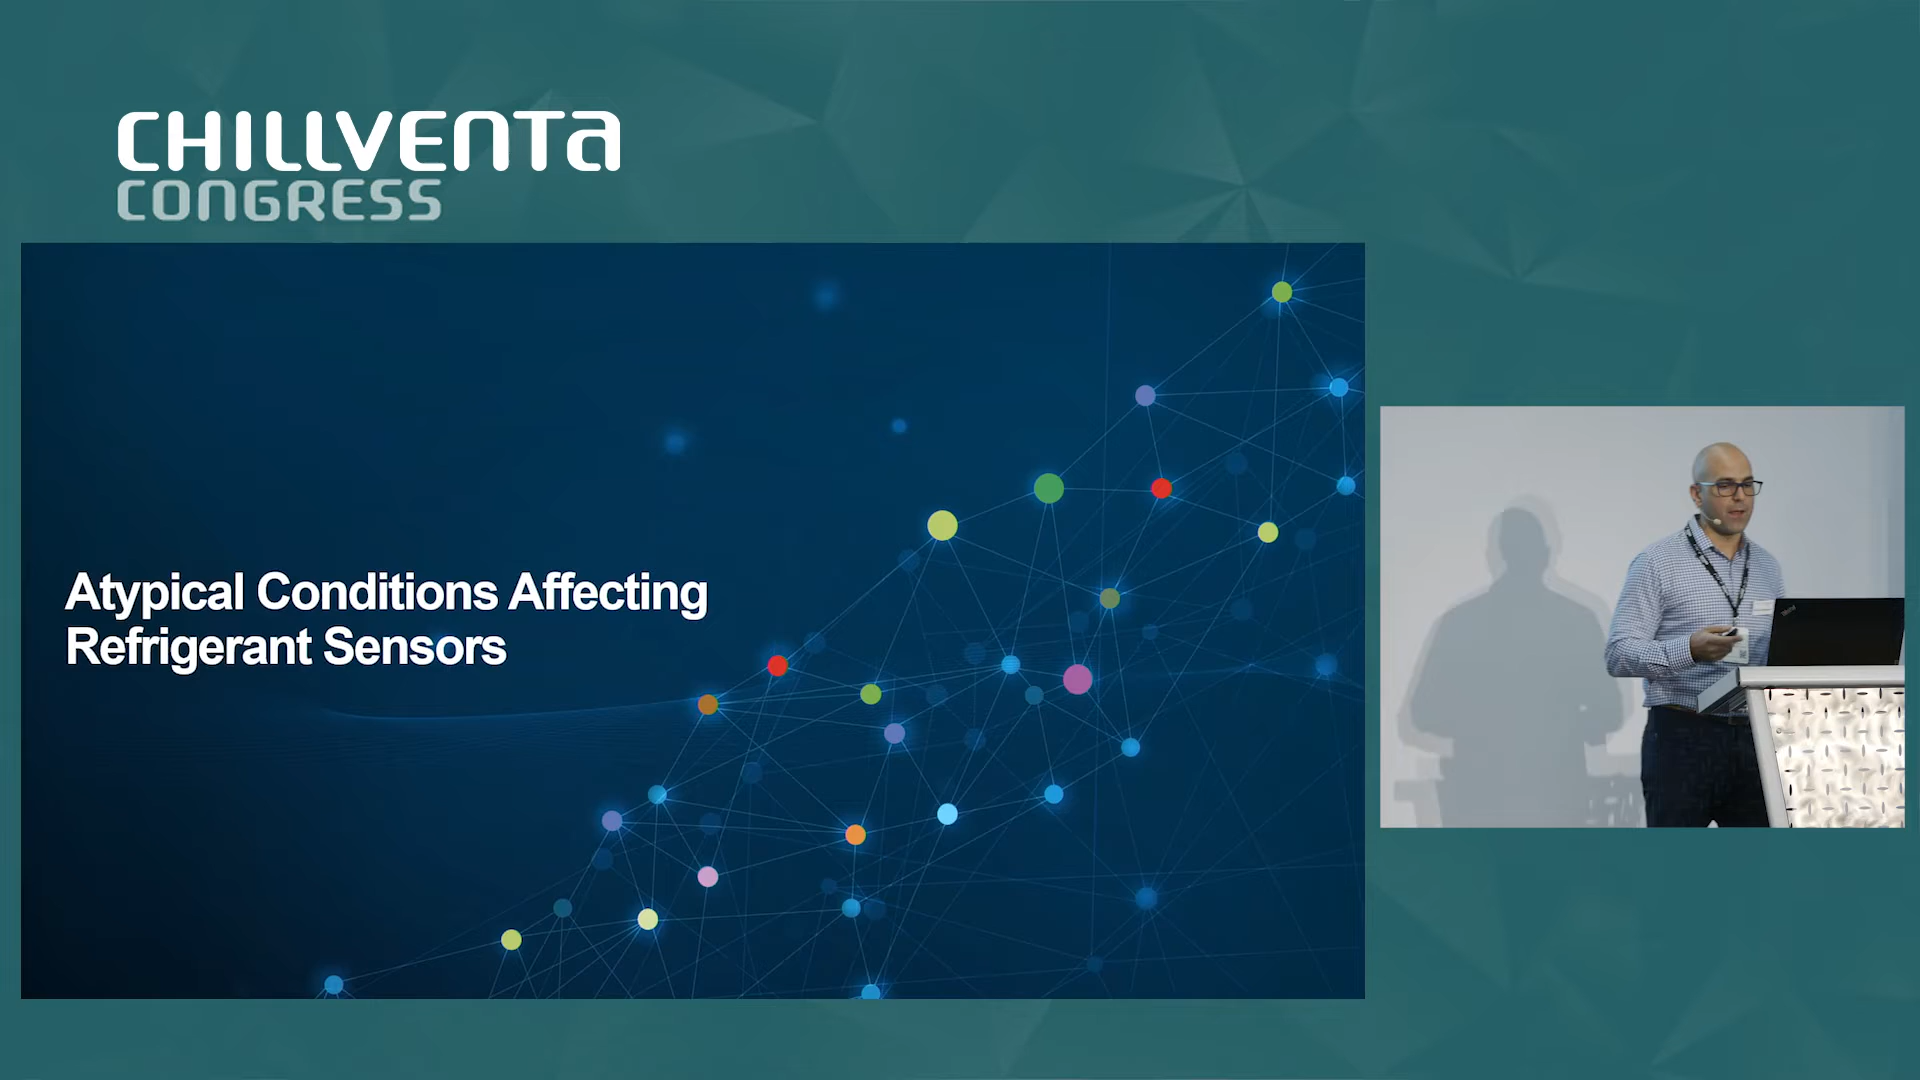 CHILLVENTA
CONGRESS
Atypical Conditions Affecting
Refrigerant Sensors